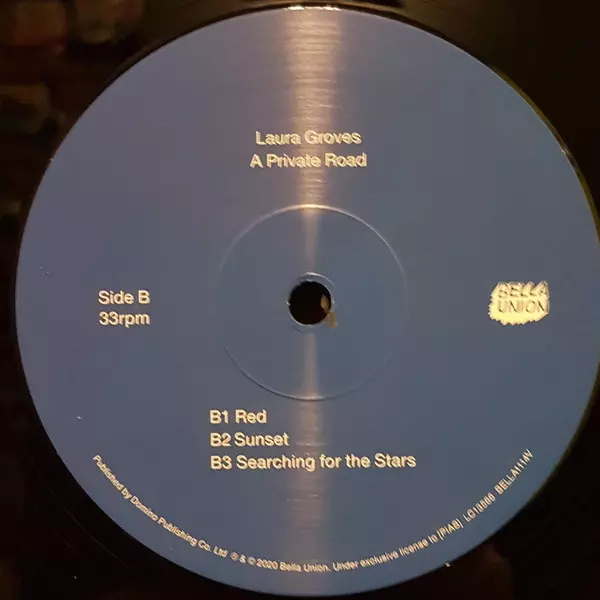 Laura Groves
A Private Road
Side B
33rpm
BELLA
UNION
B1 Red
B2 Sunset
B3 Searching for the Stars
Published by Domino Publishing Co. Ltd ℗ & © 2020 Bella Union. Under exclusive license to [PIAS] LC13566 BELLA1114V